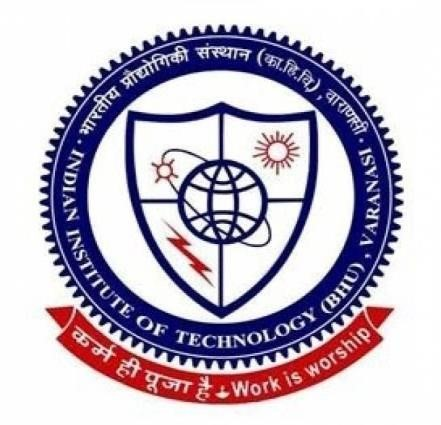 भारतीय प्रौद्योगिकी संस्थान (का.हि.वि), वाराणसी
INDIAN INSTITUTE OF TECHNOLOGY (BHU), VARANASI
कर्म ही पूजा है Work is worship